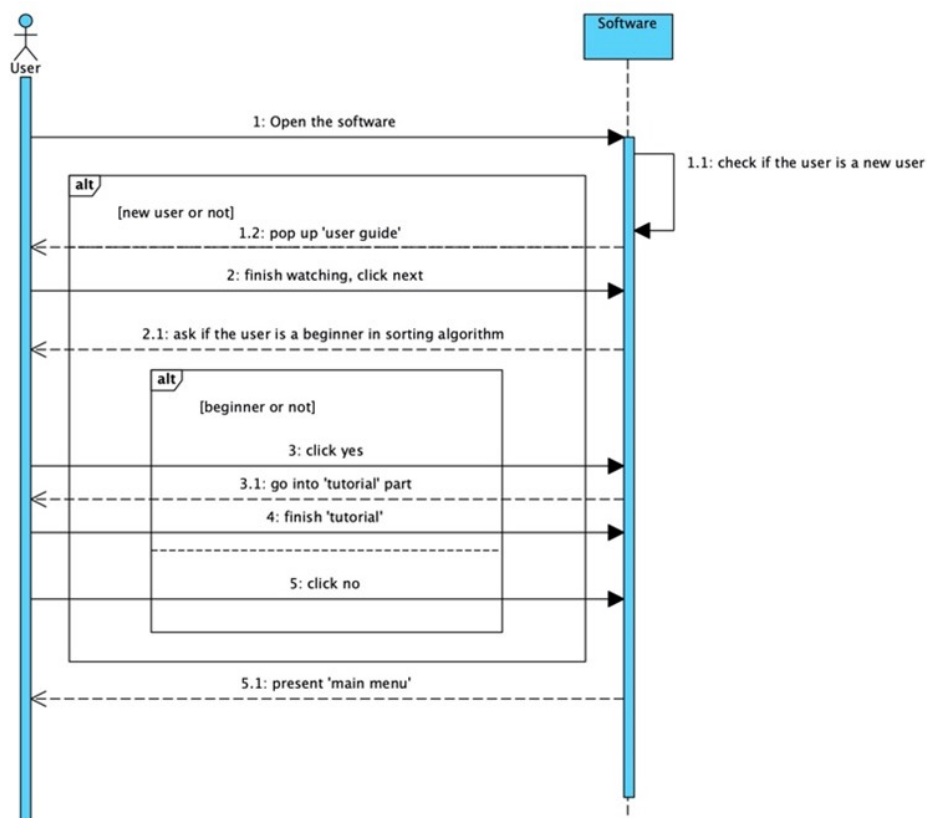 Software
User
1: Open the software
1.1: check if the user is a new user
alt
[new user or not]
1.2: pop up 'user guide'
2: finish watching, click next
2.1: ask if the user is a beginner in sorting algorithm
alt
[beginner or not]
3: click yes
3.1: go into 'tutorial' part
4: finish 'tutorial'
5: click no
5.1: present 'main menu'